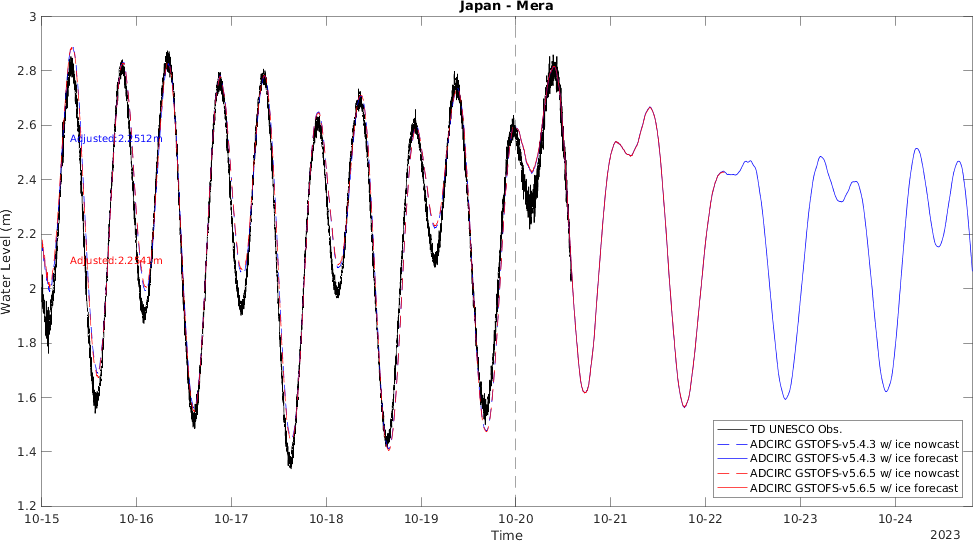 Japan - Mera
3
2.8
2.6
2.4
2.2
2
1.8
1.6
1.4
1.2
Water Level (m)
Adjusted:2.2512m
TD UNESCO Obs.
ADCIRC GSTOFS-v5.4.3 w/ ice nowcast
ADCIRC GSTOFS-v5.4.3 w/ ice forecast
ADCIRC GSTOFS-v5.6.5 w/ ice nowcast
ADCIRC GSTOFS-v5.6.5 w/ ice forecast
10-15 10-16 10-17 10-18 10-19 10-20 10-21 10-22 10-23 10-24
Time
2023